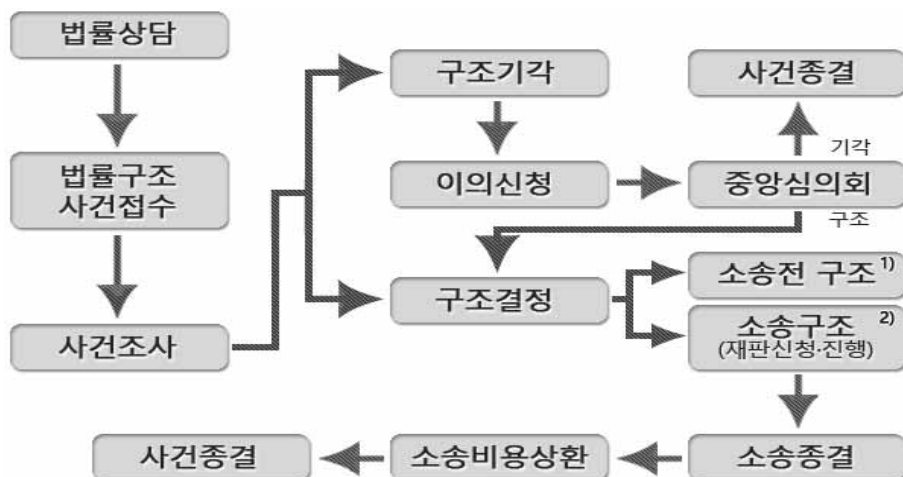 법률상담
구조기각
사건종결
법률구조
사건접수
이의신청
기각
중앙심의회
구조
사건조사
구조결정
소송전 구조 1)
소송구조 2)
(재판신청·진행)
사건종결
소송비용상환
소송종결